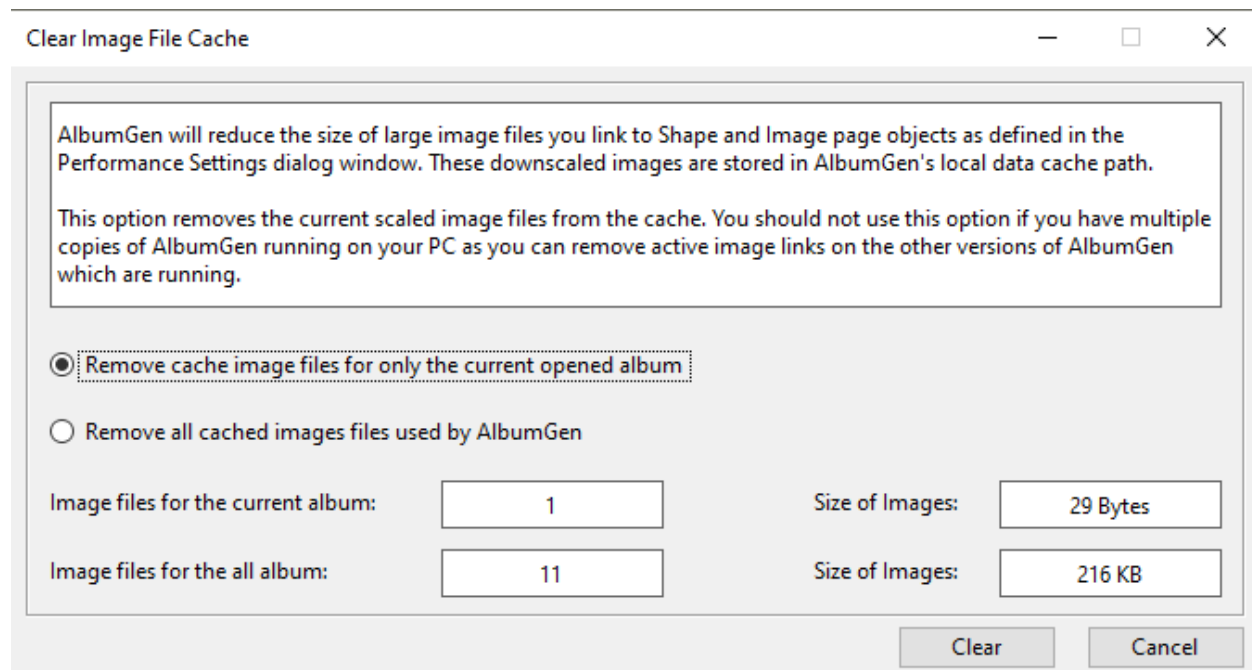 Clear Image File Cache
AlbumGen will reduce the size of large image files you link to Shape and Image page objects as defined in the
Performance Settings dialog window. These downscaled images are stored in AlbumGen's local data cache path.
This option removes the current scaled image files from the cache. You should not use this option if you have multiple
copies of AlbumGen running on your PC as you can remove active image links on the other versions of AlbumGen
which are running.
Remove cache image files for only the current opened album
Remove all cached images files used by AlbumGen
Image files for the current album: 1 Size of Images: 29 Bytes
Image files for the all album: 11 Size of Images: 216 KB
Clear Cancel